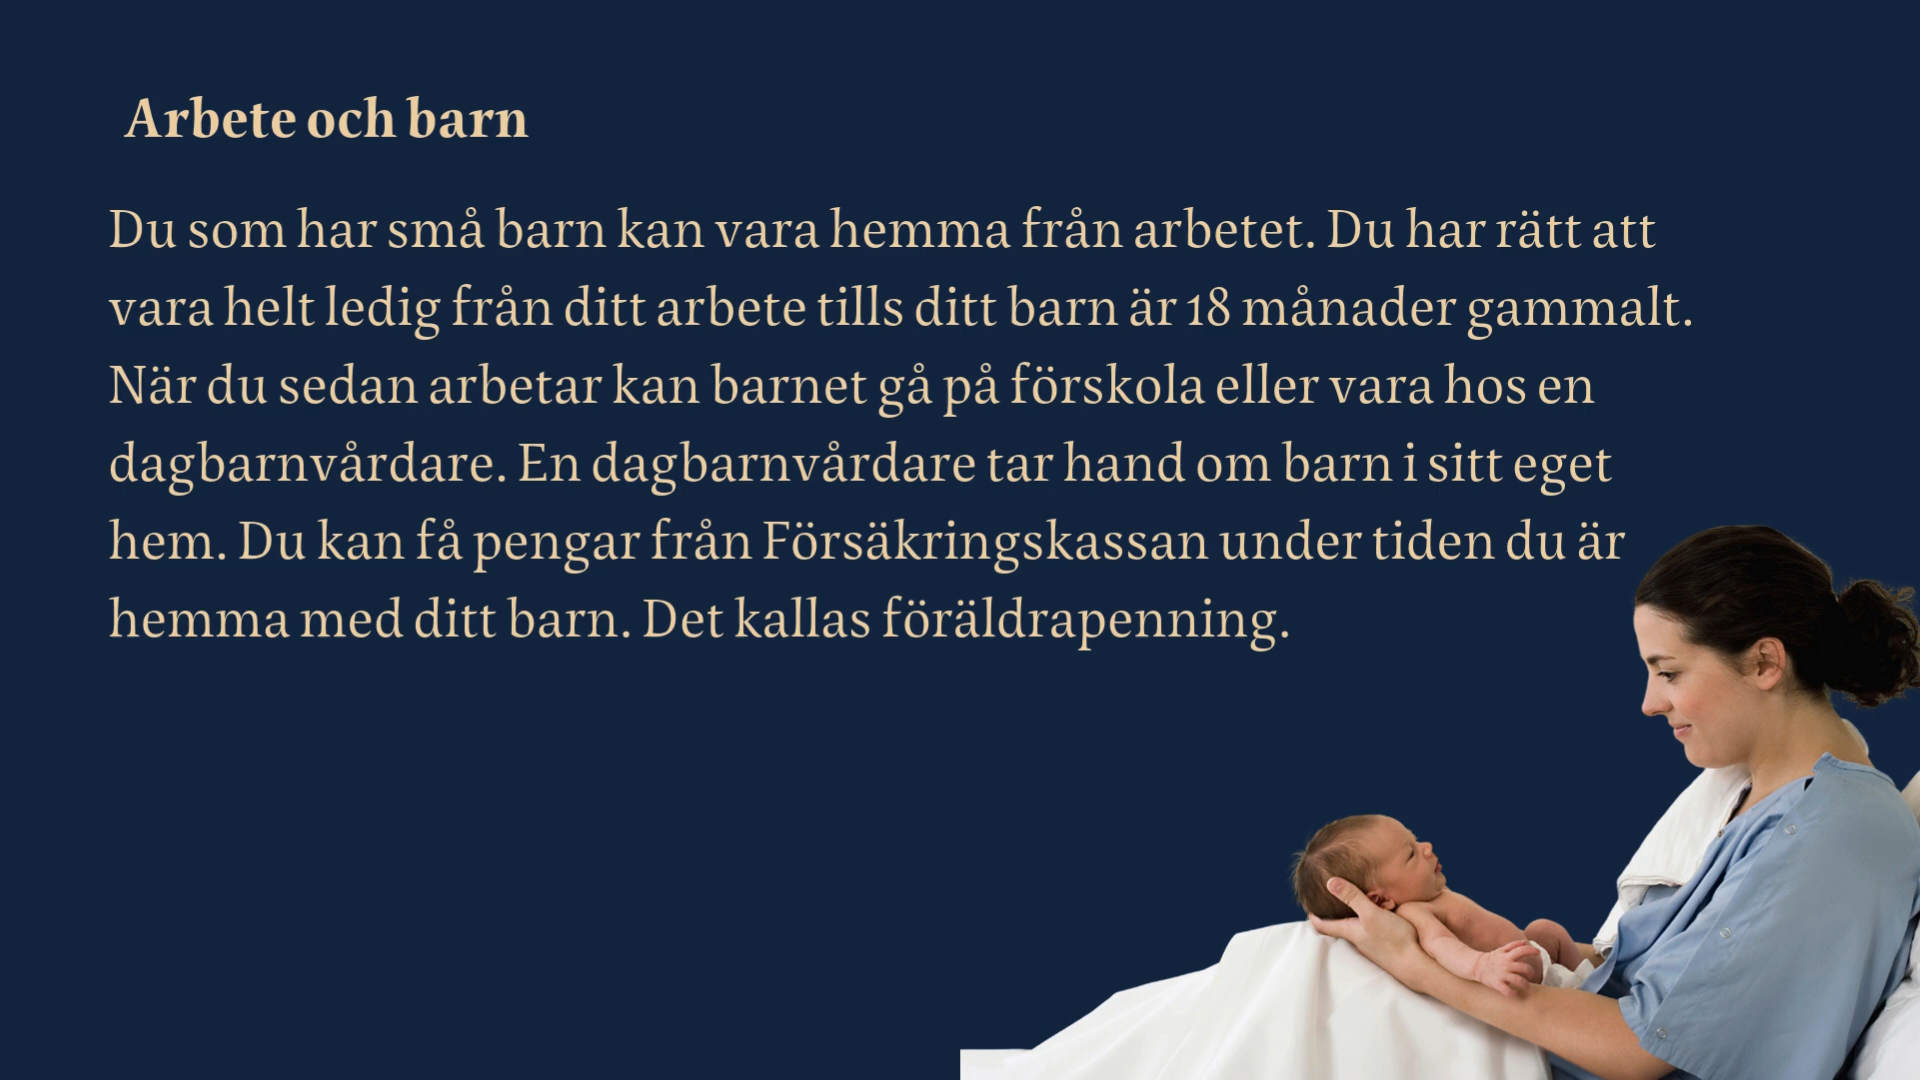 Arbete och barn
Du som har små barn kan vara hemma från arbetet. Du har rätt att
vara helt ledig från ditt arbete tills ditt barn är 18 månader gammalt.
När du sedan arbetar kan barnet gå på förskola eller vara hos en
dagbarnvårdare. En dagbarnvårdare tar hand om barn i sitt eget
hem. Du kan få pengar från Försäkringskassan under tiden du är
hemma med ditt barn. Det kallas föräldrapenning.